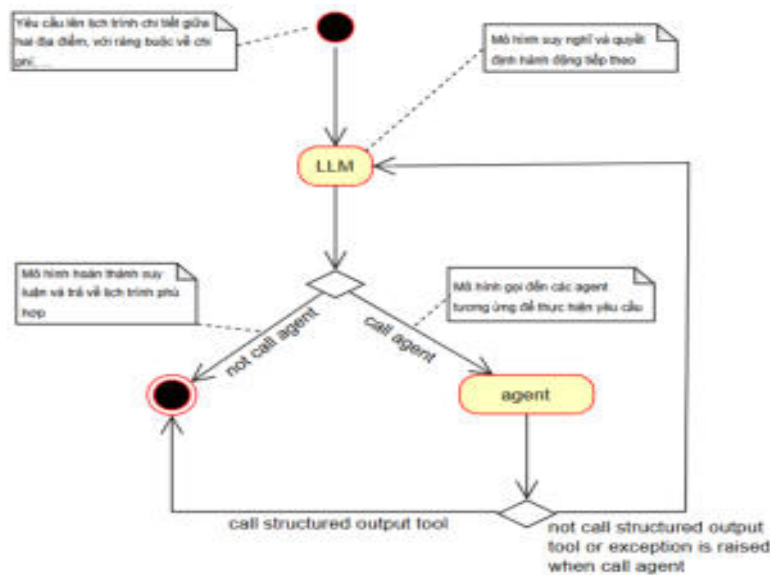 Yêu cầu lên lịch trình chi tiết giữa
hai địa điểm, với ràng buộc về chi
phí, ...
Mô hình suy nghĩ và quyết
định hành động tiếp theo
LLM
Mô hình hoàn thành suy
luận và trả về lịch trình phù
hợp
Mô hình gọi đến các agent
tương ứng để thực hiện yêu cầu
not call agent
call agent
agent
call structured output tool
not call structured output
tool or exception is raised
when call agent